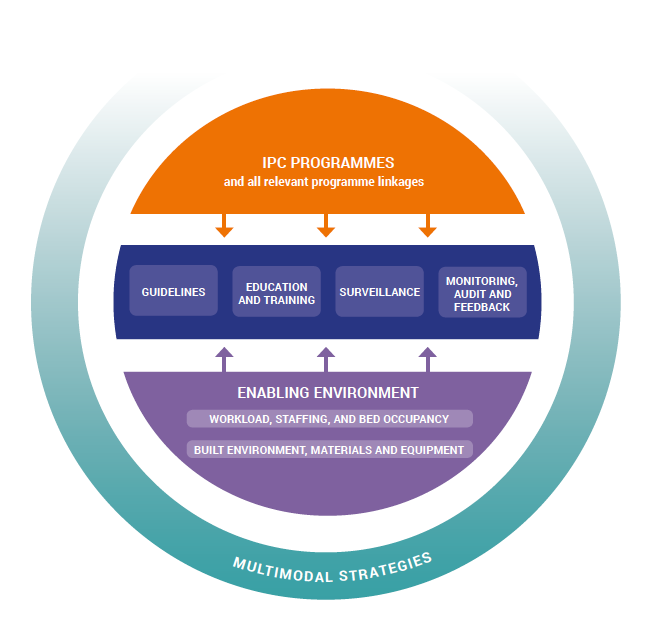 IPC PROGRAMMES
and all relevant programme linkages
GUIDELINES
EDUCATION
AND TRAINING
SURVEILLANCE
MONITORING,
AUDIT AND
FEEDBACK
ENABLING ENVIRONMENT
WORKLOAD, STAFFING, AND BED OCCUPANCY
BUILT ENVIRONMENT, MATERIALS AND EQUIPMENT
MULTIMODAL STRATEGIES